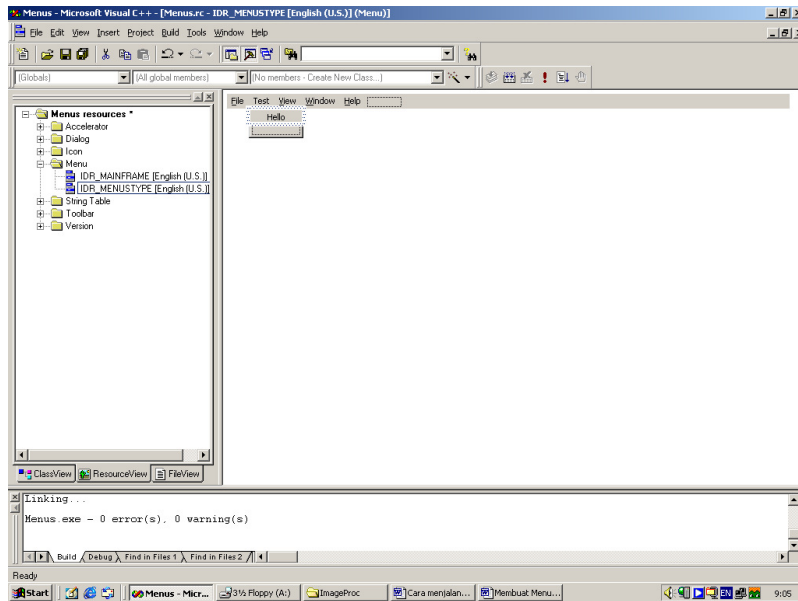 Menus - Microsoft Visual C++ - [Menus.rc - IDR_MENUSTYPE [English (U.S.)] (Menu)]
File Edit View Insert Project Build Tools Window Help
(Globals) [All global members] (No members - Create New Class...)
Menus resources *
Accelerator
Dialog
Icon
Menu
IDR_MAINFRAME [English (U.S.)]
IDR_MENUSTYPE [English (U.S.)]
String Table
Toolbar
Version
File Test View Window Help
Hello
ClassView ResourceView FileView
Linking...
Menus.exe - 0 error(s), 0 warning(s)
Build Debug Find in Files 1 Find in Files 2
Ready
Start Menus - Micr... 3½ Floppy (A:) ImageProc Cara menjalan... Membuat Menu... EN 9:05